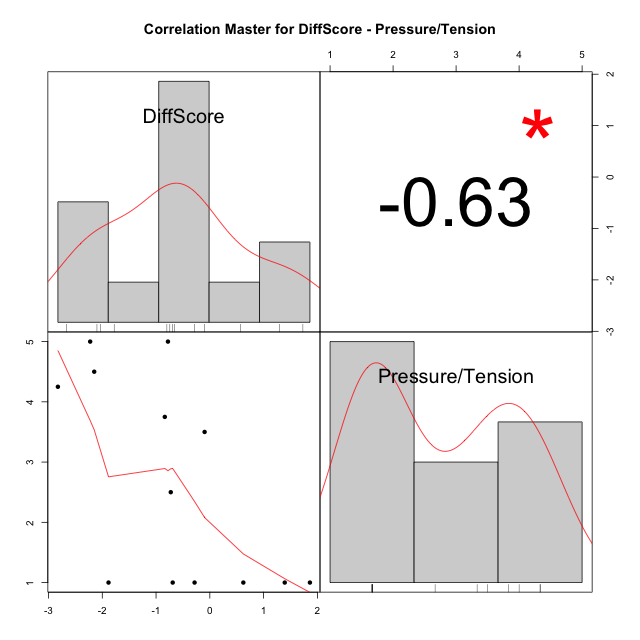 Correlation Master for DiffScore - Pressure/Tension
1 2 3 4 5
DiffScore
*
-0.63
2
1
0
-1
-2
-3
Pressure/Tension
5
4
3
2
1
-3 -2 -1 0 1 2